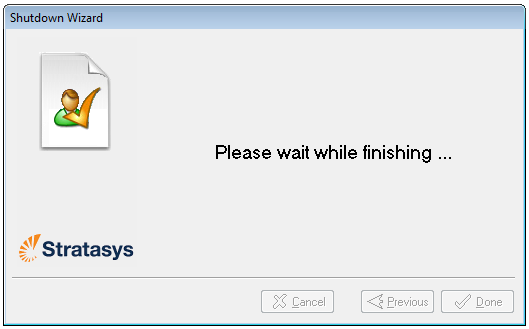 Shutdown Wizard
Please wait while finishing ...
Stratasys
Cancel
Previous
Done